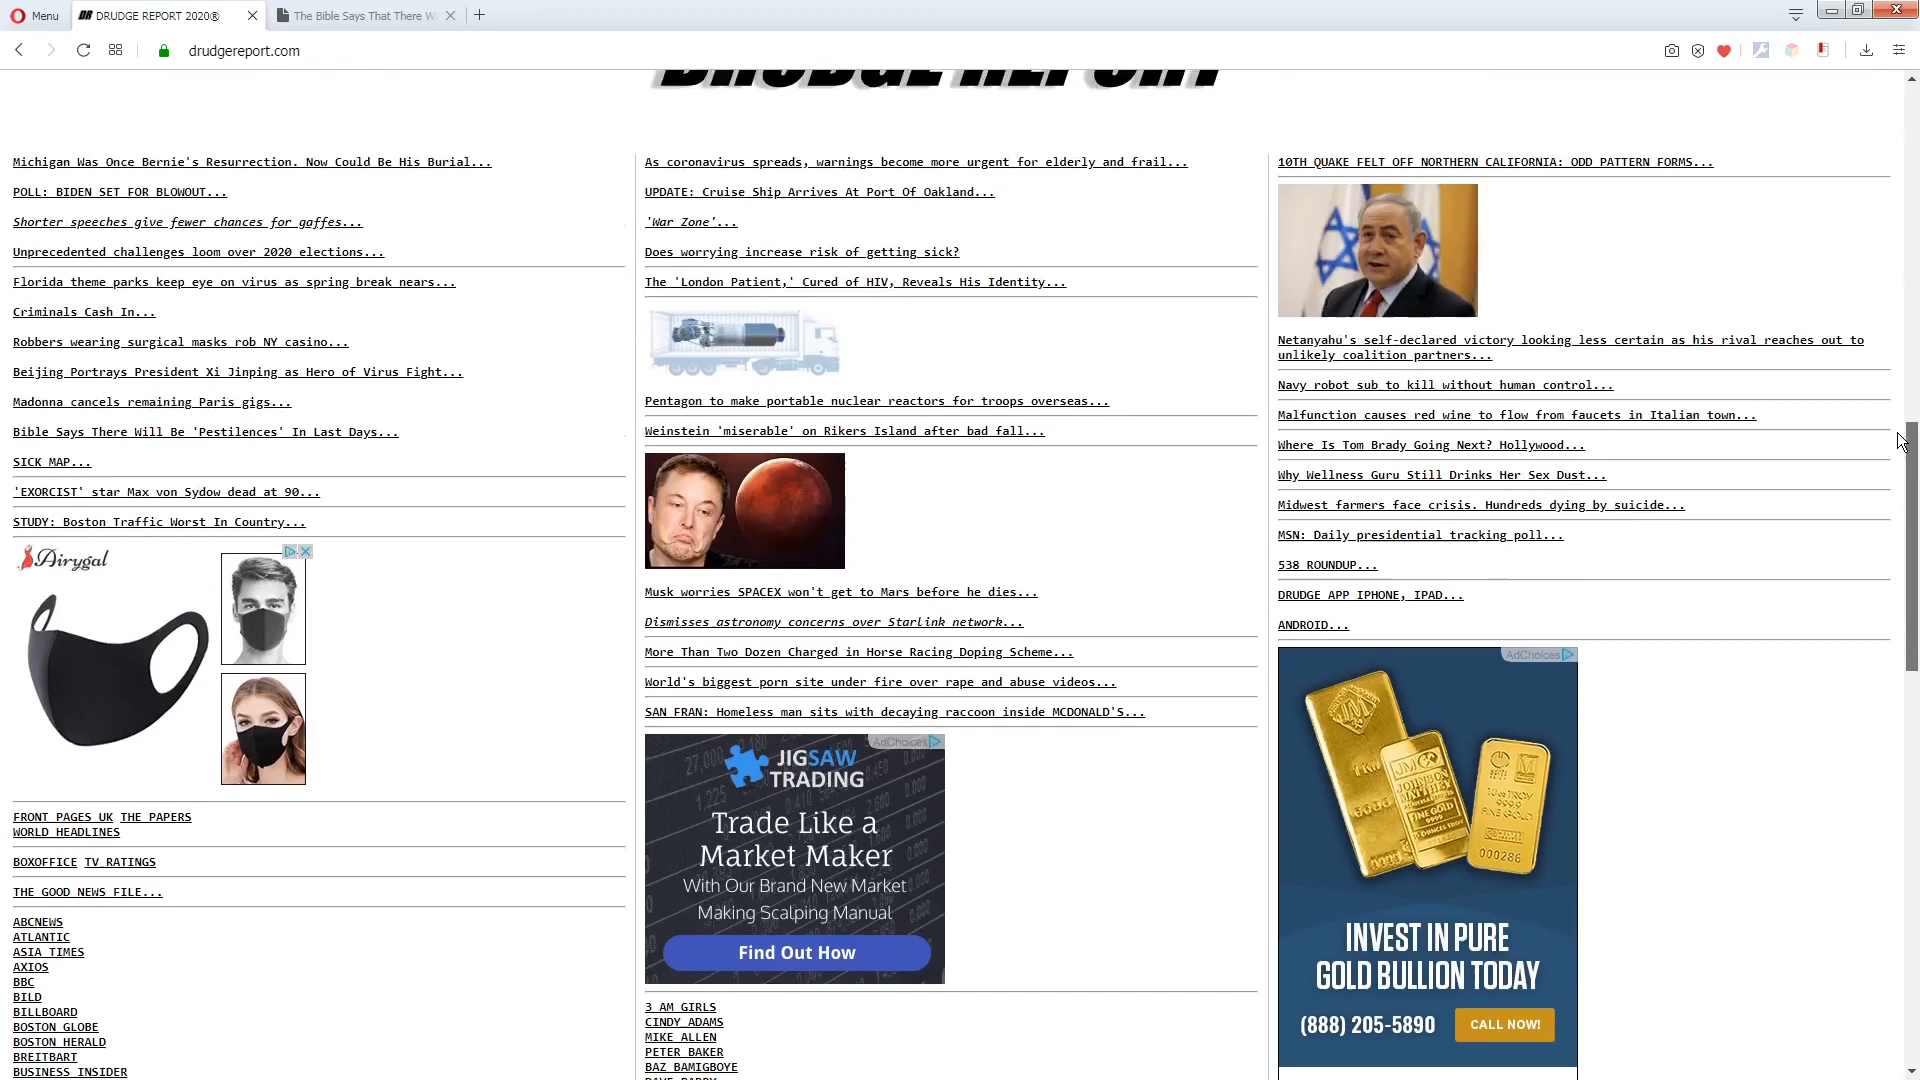 Menu
DRUDGE REPORT 2020®
The Bible Says That There W
drudgereport.com
DRUDGE REPORT
Michigan Was Once Bernie's Resurrection. Now Could Be His Burial...
POLL: BIDEN SET FOR BLOWOUT...
Shorter speeches give fewer chances for gaffes...
Unprecedented challenges loom over 2020 elections...
Florida theme parks keep eye on virus as spring break nears...
Criminals Cash In...
Robbers wearing surgical masks rob NY casino...
Beijing Portrays President Xi Jinping as Hero of Virus Fight...
Madonna cancels remaining Paris gigs...
Bible Says There Will Be 'Pestilences' In Last Days...
SICK MAP...
'EXORCIST' star Max von Sydow dead at 90...
STUDY: Boston Traffic Worst In Country...
Airygal
FRONT PAGES UK THE PAPERS
WORLD HEADLINES
BOXOFFICE TV RATINGS
THE GOOD NEWS FILE...
ABCNEWS
ATLANTIC
ASIA TIMES
AXIOS
BBC
BILD
BILLBOARD
BOSTON GLOBE
BOSTON HERALD
BREITBART
BUSINESS INSIDER
As coronavirus spreads, warnings become more urgent for elderly and frail...
UPDATE: Cruise Ship Arrives At Port Of Oakland...
'War Zone'...
Does worrying increase risk of getting sick?
The 'London Patient,' Cured of HIV, Reveals His Identity...
Pentagon to make portable nuclear reactors for troops overseas...
Weinstein 'miserable' on Rikers Island after bad fall...
Musk worries SPACEX won't get to Mars before he dies...
Dismisses astronomy concerns over Starlink network...
More Than Two Dozen Charged in Horse Racing Doping Scheme...
World's biggest porn site under fire over rape and abuse videos...
SAN FRAN: Homeless man sits with decaying raccoon inside MCDONALD'S...
AdChoices
JIGSAW
TRADING
Trade Like a
Market Maker
With Our Brand New Market
Making Scalping Manual
Find Out How
3 AM GIRLS
CINDY ADAMS
MIKE ALLEN
PETER BAKER
BAZ BAMIGBOYE
10TH QUAKE FELT OFF NORTHERN CALIFORNIA: ODD PATTERN FORMS...
Netanyahu's self-declared victory looking less certain as his rival reaches out to
unlikely coalition partners...
Navy robot sub to kill without human control...
Malfunction causes red wine to flow from faucets in Italian town...
Where Is Tom Brady Going Next? Hollywood...
Why Wellness Guru Still Drinks Her Sex Dust...
Midwest farmers face crisis. Hundreds dying by suicide...
MSN: Daily presidential tracking poll...
538 ROUNDUP...
DRUDGE APP IPHONE, IPAD...
ANDROID...
AdChoices
INVEST IN PURE
GOLD BULLION TODAY
(888) 205-5890
CALL NOW!